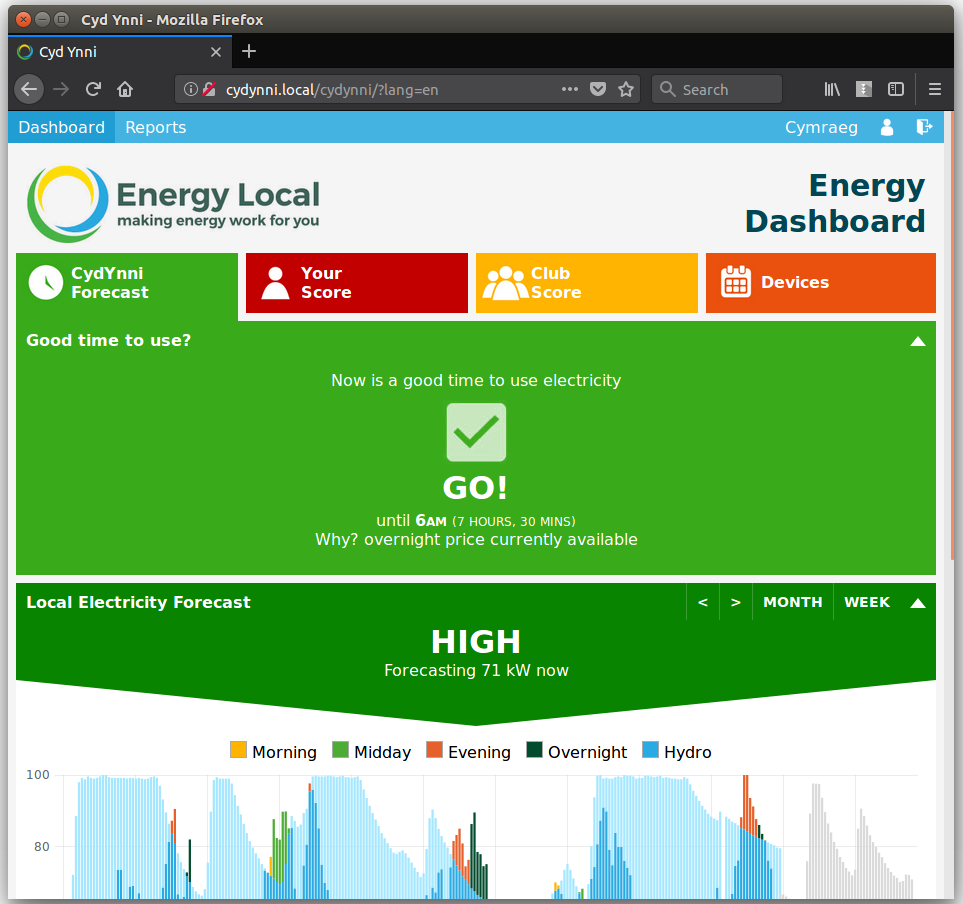 Cyd Ynni - Mozilla Firefox
Cyd Ynni
cydynni.local/cydynni/?lang=en
Search
Dashboard
Reports
Cymraeg
Energy Local
making energy work for you
Energy
Dashboard
CydYnni
Forecast
Your
Score
Club
Score
Devices
Good time to use?
Now is a good time to use electricity
GO!
until 6AM (7 HOURS, 30 MINS)
Why? overnight price currently available
Local Electricity Forecast
< > MONTH WEEK
HIGH
Forecasting 71 kW now
Morning Midday Evening Overnight Hydro
100
80